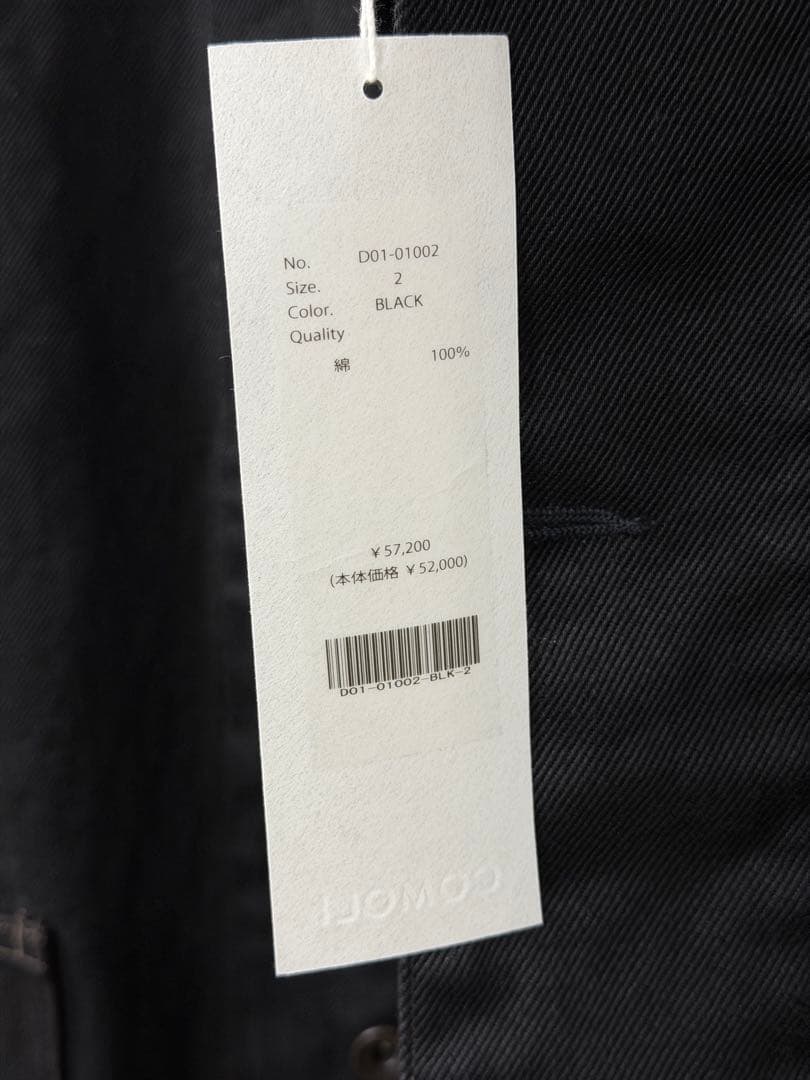 No. D01-01002
Size. 2
Color. BLACK
Quality
綿 100%
¥57,200
(本体価格 ¥52,000)
D01-01002-BLK-2
COMOLI